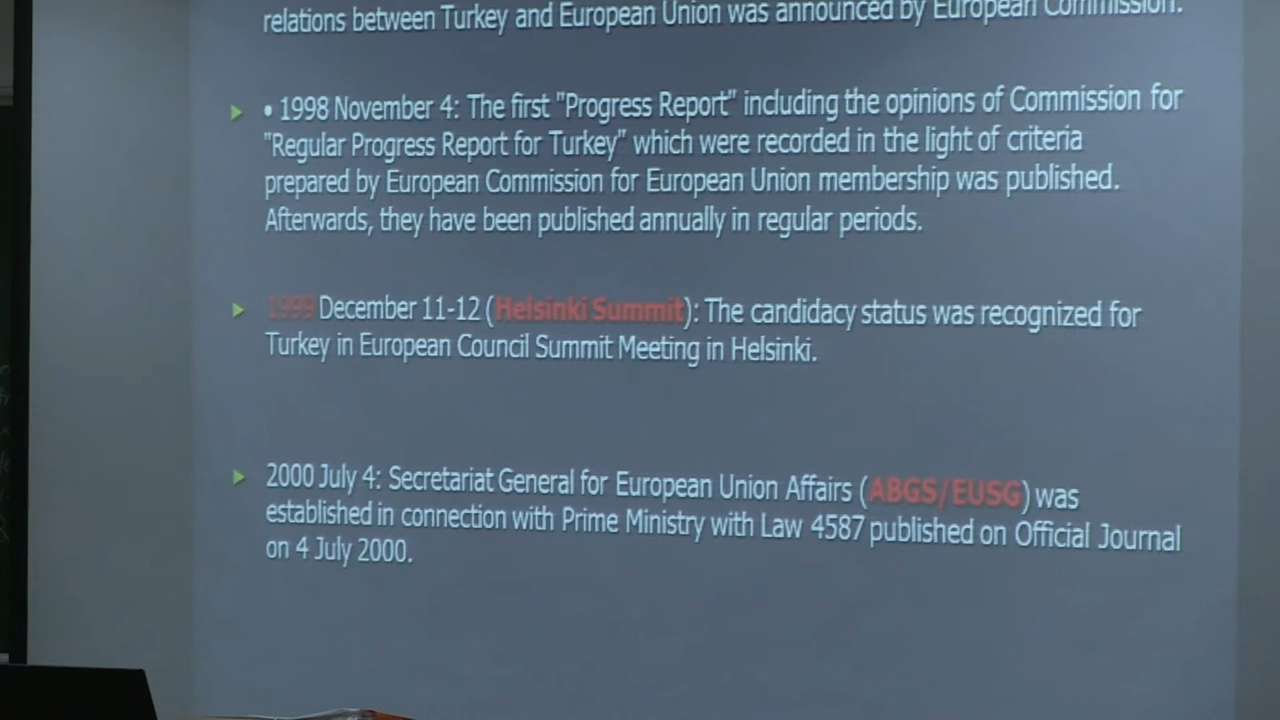 relations between Turkey and European Union was announced by European Commission.
• 1998 November 4: The first "Progress Report" including the opinions of Commission for
"Regular Progress Report for Turkey" which were recorded in the light of criteria
prepared by European Commission for European Union membership was published.
Afterwards, they have been published annually in regular periods.
1999 December 11-12 (Helsinki Summit): The candidacy status was recognized for
Turkey in European Council Summit Meeting in Helsinki.
2000 July 4: Secretariat General for European Union Affairs (ABGS/EUSG) was
established in connection with Prime Ministry with Law 4587 published on Official Journal
on 4 July 2000.